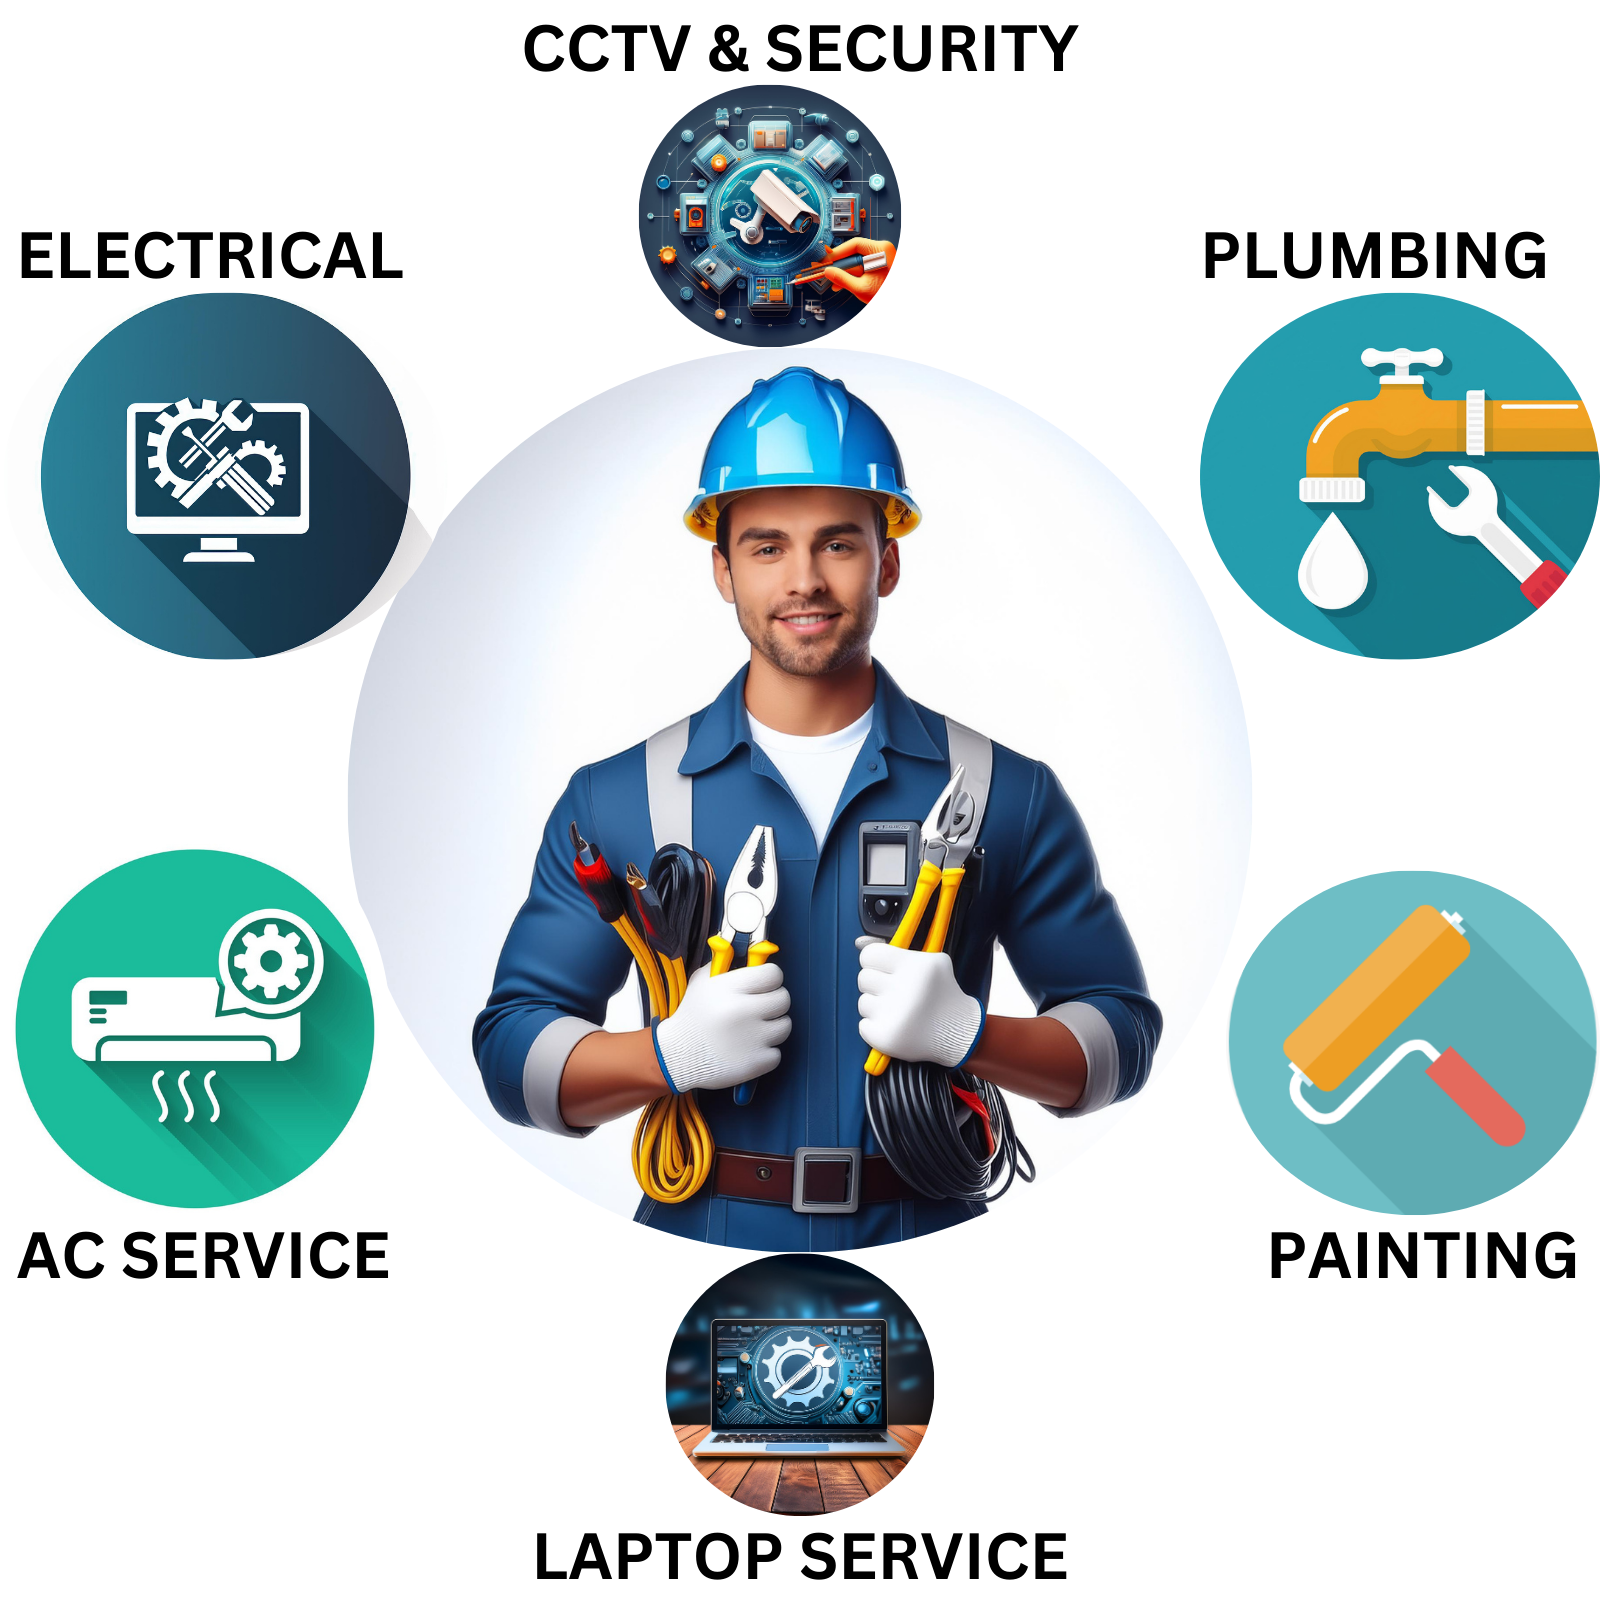 CCTV & SECURITY
ELECTRICAL
PLUMBING
AC SERVICE
PAINTING
LAPTOP SERVICE